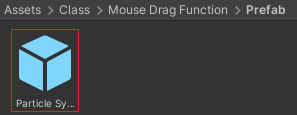 Assets > Class > Mouse Drag Function > Prefab
Particle Sy...